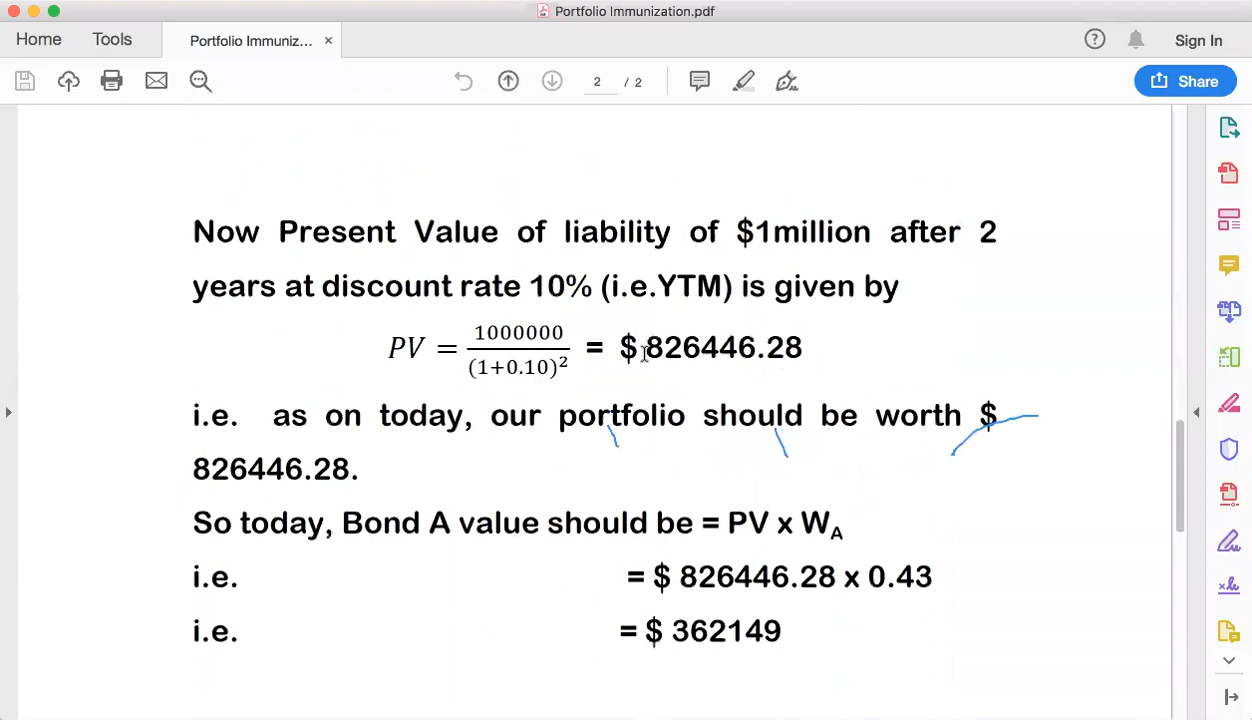 Portfolio Immunization.pdf
Home Tools Portfolio Immuniz... × Sign In
2 / 2 Share
Now Present Value of liability of $1million after 2
years at discount rate 10% (i.e.YTM) is given by
PV = 1000000 / (1+0.10)² = $ 826446.28
i.e. as on today, our portfolio should be worth $
826446.28.
So today, Bond A value should be = PV x W_A
i.e. = $ 826446.28 x 0.43
i.e. = $ 362149